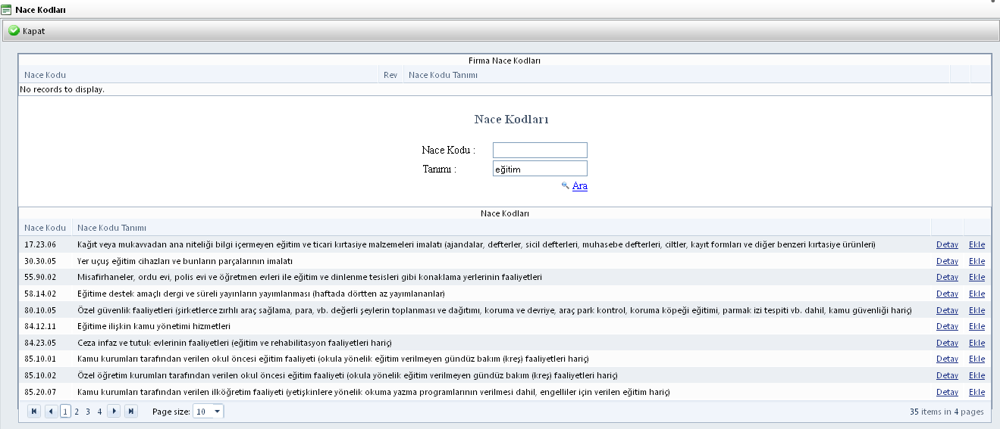 Nace Kodları
Kapat
Firma Nace Kodları
Nace Kodu Rev Nace Kodu Tanımı
No records to display.
Nace Kodları
Nace Kodu :
Tanımı : eğitim
Ara
Nace Kodları
Nace Kodu Nace Kodu Tanımı
17.23.06 Kağıt veya mukavvadan ana niteliği bilgi içermeyen eğitim ve ticari kırtasiye malzemeleri imalatı (ajandalar, defterler, sicil defterleri, muhasebe defterleri, ciltler, kayıt formları ve diğer benzeri kırtasiye ürünleri) Detay Ekle
30.30.05 Yer uçuş eğitim cihazları ve bunların parçalarının imalatı Detay Ekle
55.90.02 Misafirhaneler, ordu evi, polis evi ve öğretmen evleri ile eğitim ve dinlenme tesisleri gibi konaklama yerlerinin faaliyetleri Detay Ekle
58.14.02 Eğitime destek amaçlı dergi ve süreli yayınların yayımlanması (haftada dörtten az yayımlananlar) Detay Ekle
80.10.05 Özel güvenlik faaliyetleri (şirketlerce zırhlı araç sağlama, para, vb. değerli şeylerin toplanması ve dağıtımı, koruma ve devriye, araç park kontrol, koruma köpeği eğitimi, parmak izi tespiti vb. dahil, kamu güvenliği hariç) Detay Ekle
84.12.11 Eğitime ilişkin kamu yönetimi hizmetleri Detay Ekle
84.23.05 Ceza infaz ve tutuk evlerinin faaliyetleri (eğitim ve rehabilitasyon faaliyetleri hariç) Detay Ekle
85.10.01 Kamu kurumları tarafından verilen okul öncesi eğitim faaliyeti (okula yönelik eğitim verilmeyen gündüz bakım (kreş) faaliyetleri hariç) Detay Ekle
85.10.02 Özel öğretim kurumları tarafından verilen okul öncesi eğitim faaliyeti (okula yönelik eğitim verilmeyen gündüz bakım (kreş) faaliyetleri hariç) Detay Ekle
85.20.07 Kamu kurumları tarafından verilen ilköğretim faaliyeti (yetişkinlere yönelik okuma yazma programlarının verilmesi dahil, engelliler için verilen eğitim hariç) Detay Ekle
1 2 3 4 Page size: 10 35 items in 4 pages